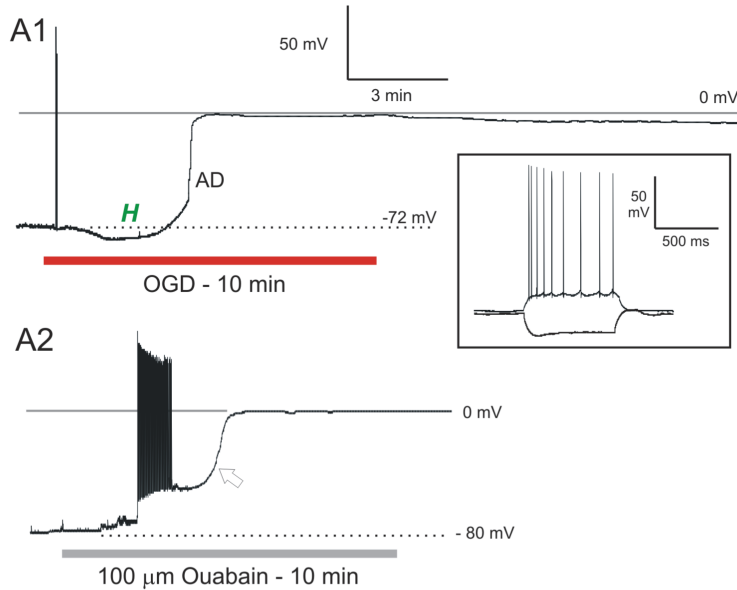 A1
50 mV
3 min
0 mV
AD
H
-72 mV
OGD - 10 min
50
mV
500 ms
A2
0 mV
- 80 mV
100 μm Ouabain - 10 min